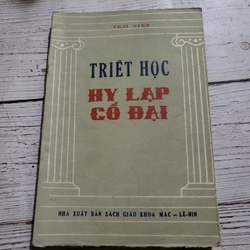 THÁI NINH
TRIẾT HỌC
HY LẠP
CỔ ĐẠI
NHÀ XUẤT BẢN SÁCH GIÁO KHOA MÁC – LÊ-NIN